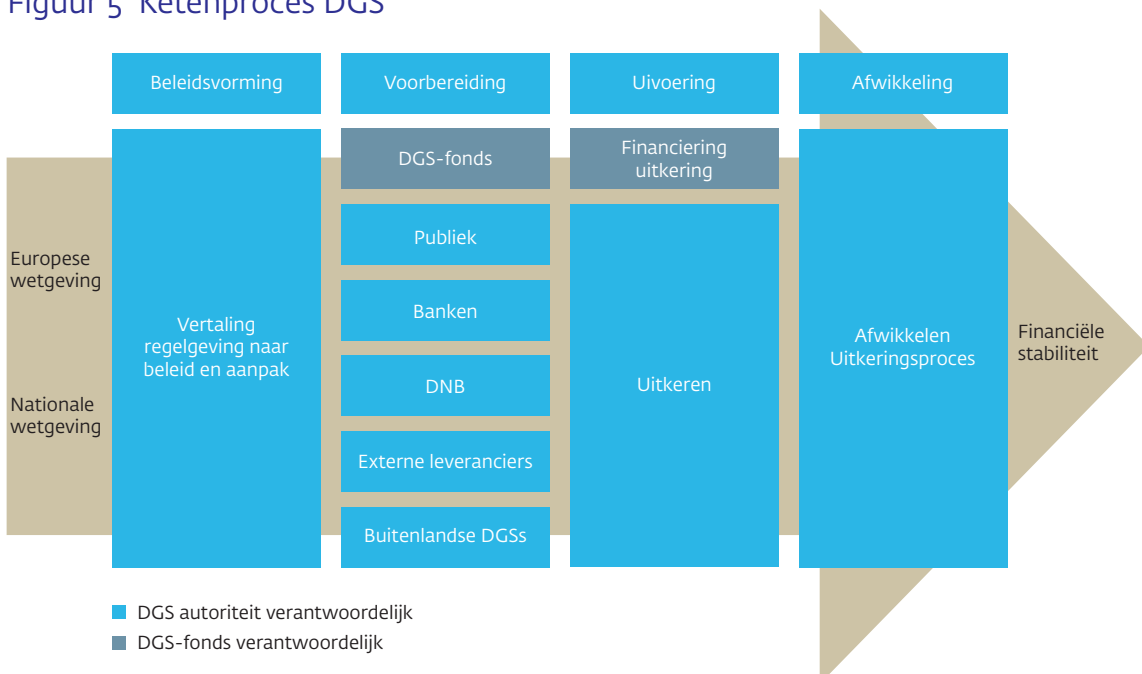 Figuur 5 Ketenproces DGS
Beleidsvorming
Voorbereiding
Uivoering
Afwikkeling
Europese
wetgeving
Nationale
wetgeving
Vertaling
regelgeving naar
beleid en aanpak
DGS-fonds
Publiek
Banken
DNB
Externe leveranciers
Buitenlandse DGSs
Financiering
uitkering
Uitkeren
Afwikkelen
Uitkeringsproces
Financiële
stabiliteit
DGS autoriteit verantwoordelijk
DGS-fonds verantwoordelijk